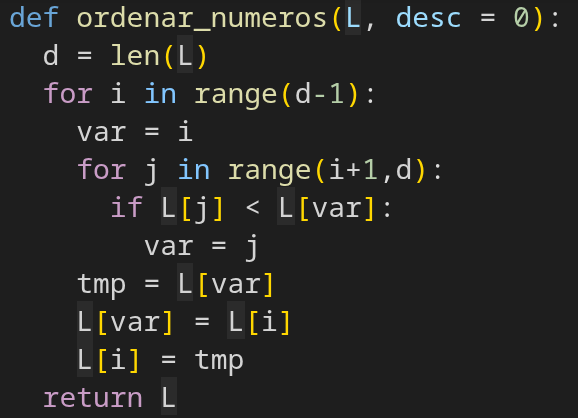 def ordenar_numeros(L, desc = 0):
  d = len(L)
  for i in range(d-1):
    var = i
    for j in range(i+1,d):
      if L[j] < L[var]:
        var = j
    tmp = L[var]
    L[var] = L[i]
    L[i] = tmp
  return L